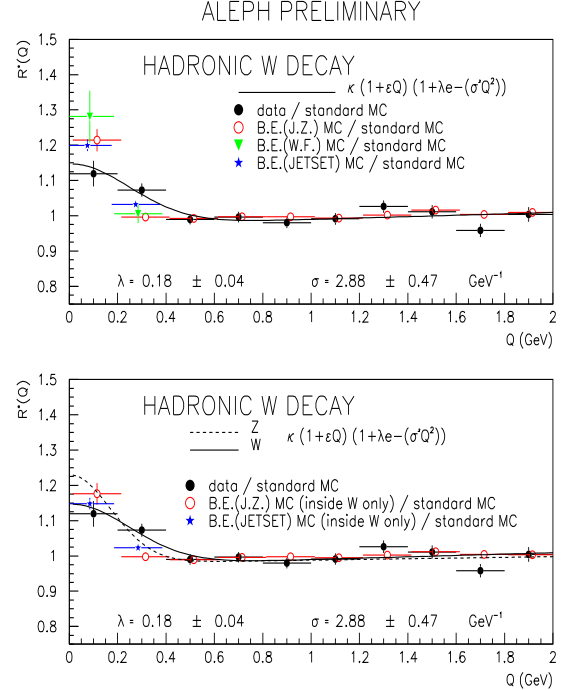 ALEPH PRELIMINARY
R*(Q)
1.5
1.4
1.3
1.2
1.1
1
0.9
0.8
HADRONIC W DECAY
κ (1+εQ) (1+λe−(σ²Q²))
data / standard MC
B.E.(J.Z.) MC / standard MC
B.E.(W.F.) MC / standard MC
B.E.(JETSET) MC / standard MC
λ = 0.18 ± 0.04 σ = 2.88 ± 0.47 GeV⁻¹
0 0.2 0.4 0.6 0.8 1 1.2 1.4 1.6 1.8 2
Q (GeV)
R*(Q)
1.5
1.4
1.3
1.2
1.1
1
0.9
0.8
HADRONIC W DECAY
Z
W κ (1+εQ) (1+λe−(σ²Q²))
data / standard MC
B.E.(J.Z.) MC (inside W only) / standard MC
B.E.(JETSET) MC (inside W only) / standard MC
λ = 0.18 ± 0.04 σ = 2.88 ± 0.47 GeV⁻¹
0 0.2 0.4 0.6 0.8 1 1.2 1.4 1.6 1.8 2
Q (GeV)